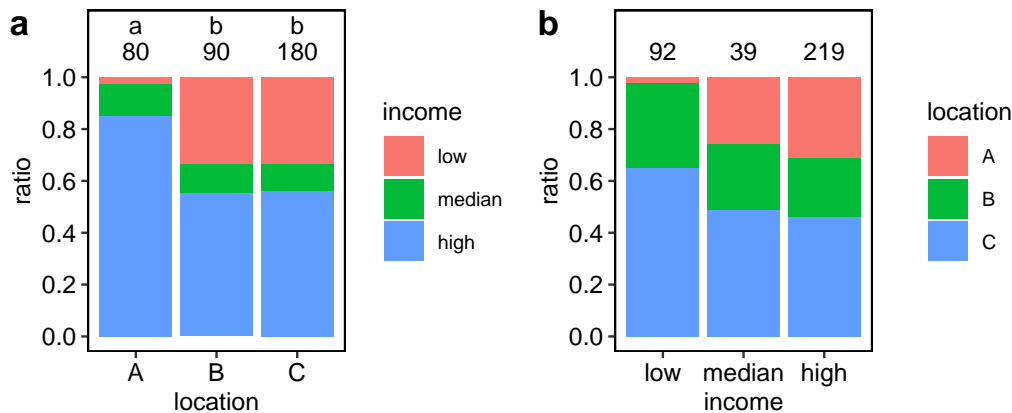 a
a b b
80 90 180
1.0
0.8
0.6
0.4
0.2
0.0
ratio
A B C
location
income
low
median
high
b
92 39 219
1.0
0.8
0.6
0.4
0.2
0.0
ratio
low median high
income
location
A
B
C